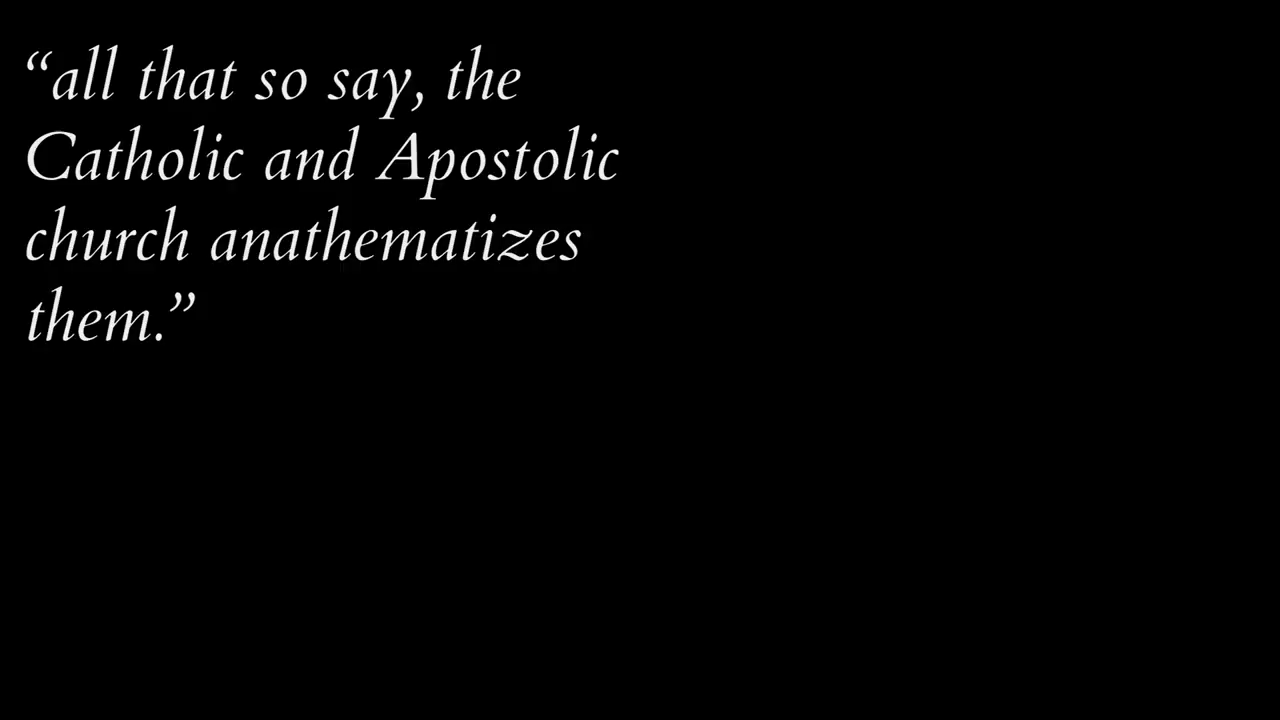 “all that so say, the
Catholic and Apostolic
church anathematizes
them.”